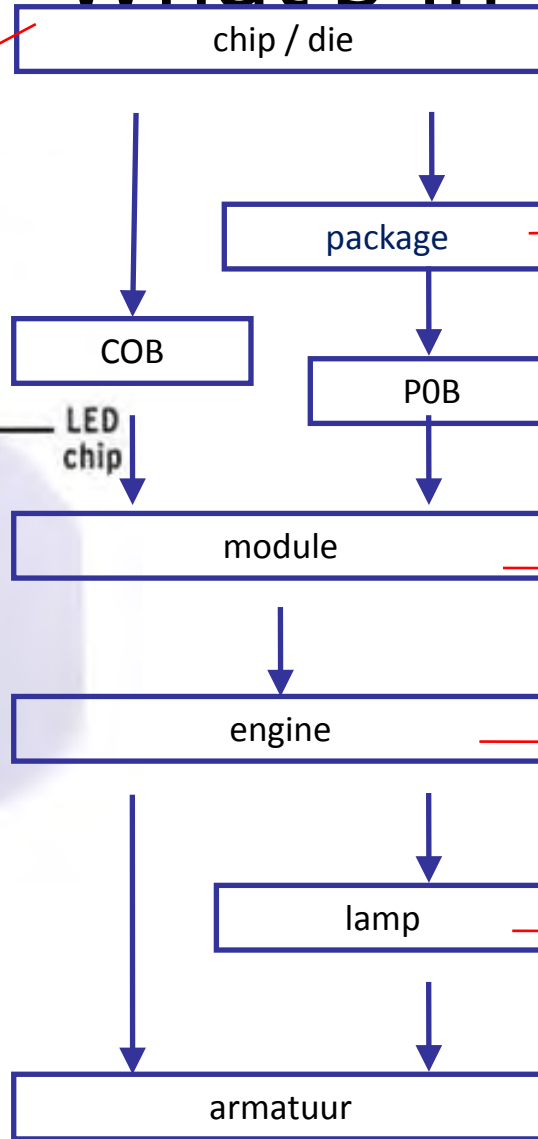 chip / die
package
COB
P0B
LED
chip
module
engine
lamp
armatuur